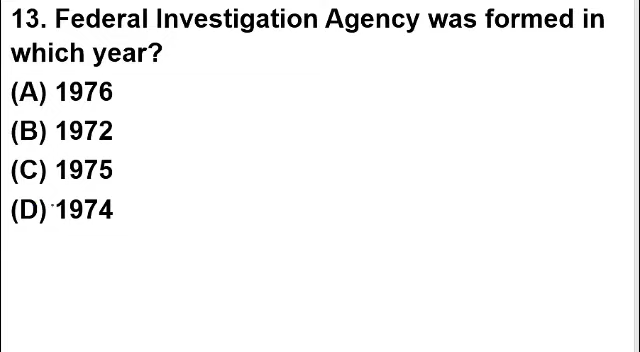 13. Federal Investigation Agency was formed in
which year?
(A) 1976
(B) 1972
(C) 1975
(D) 1974